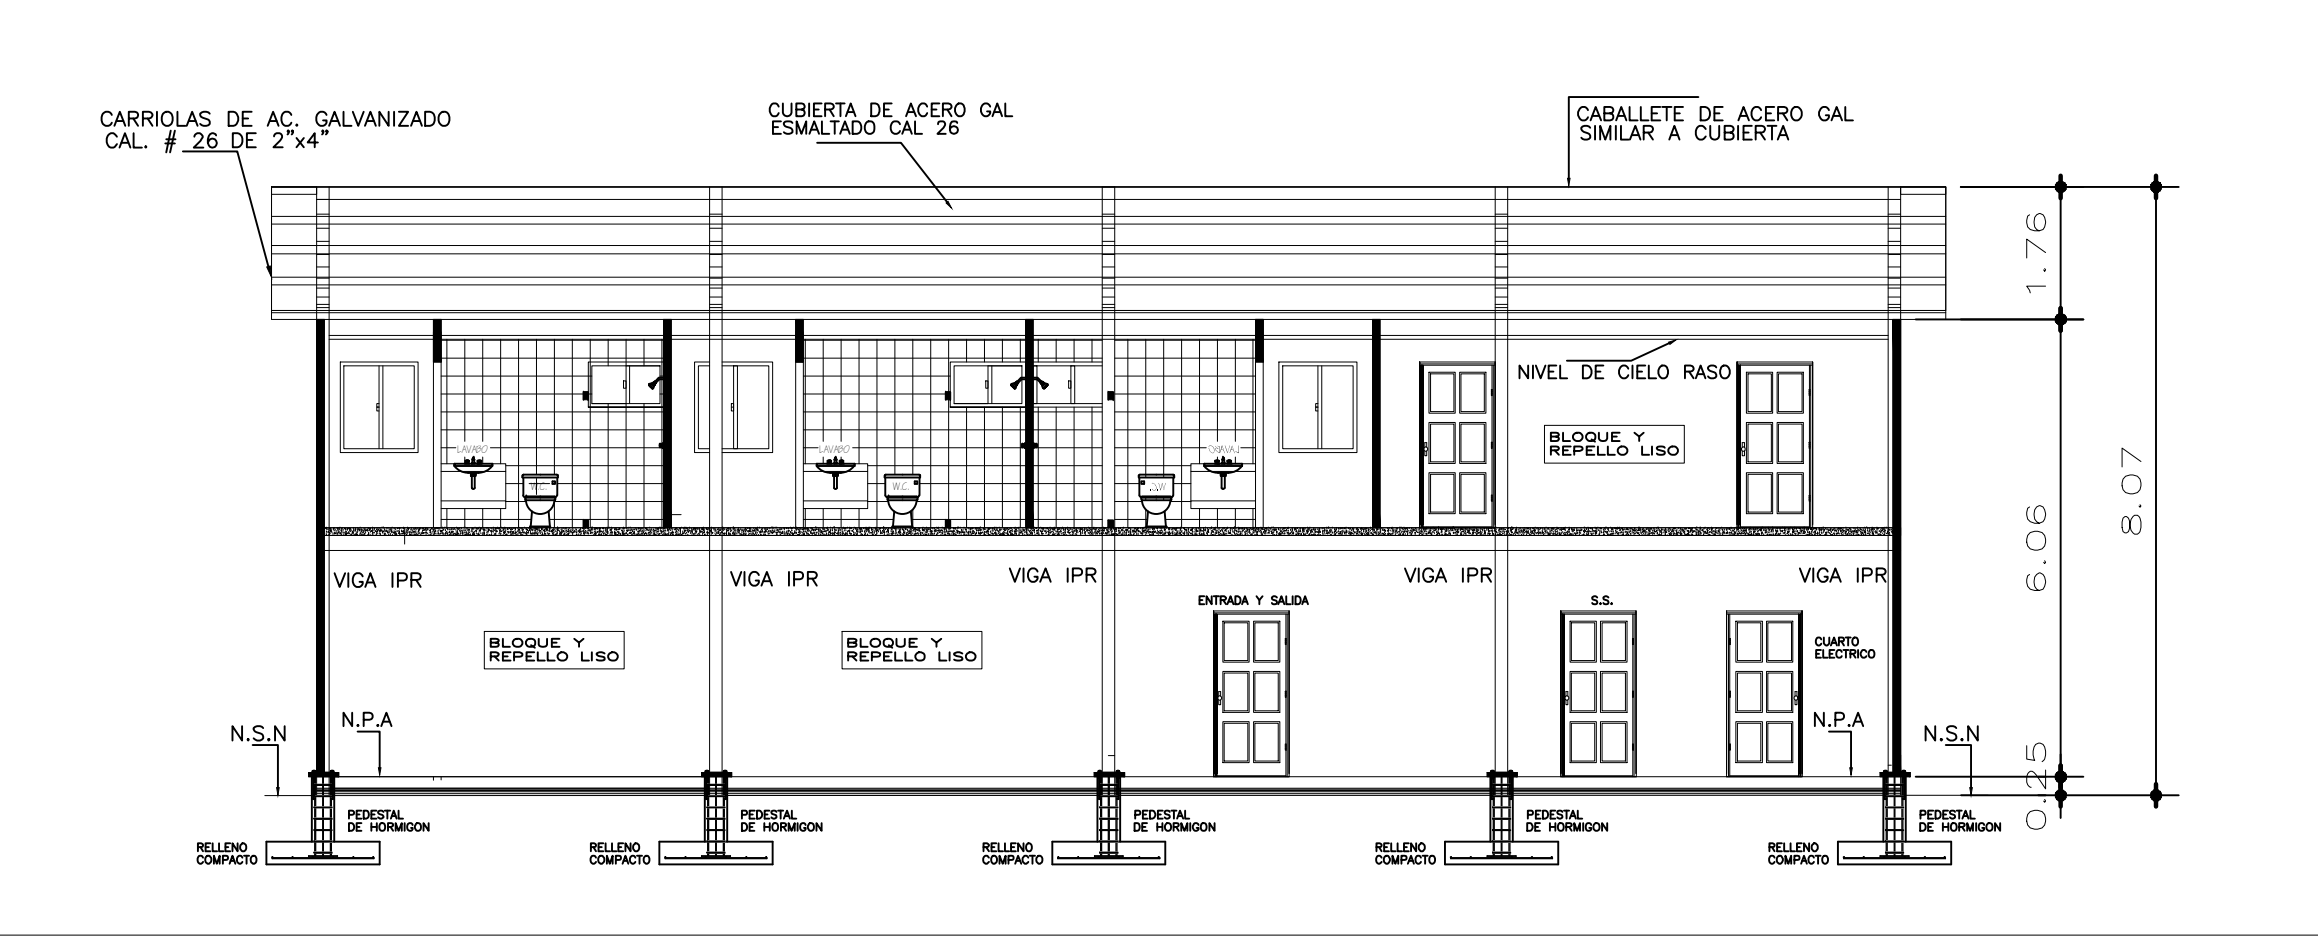 CARRIOLAS DE AC. GALVANIZADO
CAL. # 26 DE 2"x4"
CUBIERTA DE ACERO GAL
ESMALTADO CAL 26
CABALLETE DE ACERO GAL
SIMILAR A CUBIERTA
1.76
NIVEL DE CIELO RASO
BLOQUE Y
REPELLO LISO
LAVABO
LAVABO
LAVABO
W.C.
W.C.
W.C.
6.06
8.07
VIGA IPR
VIGA IPR
VIGA IPR
VIGA IPR
VIGA IPR
ENTRADA Y SALIDA
S.S.
BLOQUE Y
REPELLO LISO
BLOQUE Y
REPELLO LISO
CUARTO
ELECTRICO
N.S.N
N.P.A
N.P.A
N.S.N
0.25
PEDESTAL
DE HORMIGON
PEDESTAL
DE HORMIGON
PEDESTAL
DE HORMIGON
PEDESTAL
DE HORMIGON
PEDESTAL
DE HORMIGON
RELLENO
COMPACTO
RELLENO
COMPACTO
RELLENO
COMPACTO
RELLENO
COMPACTO
RELLENO
COMPACTO